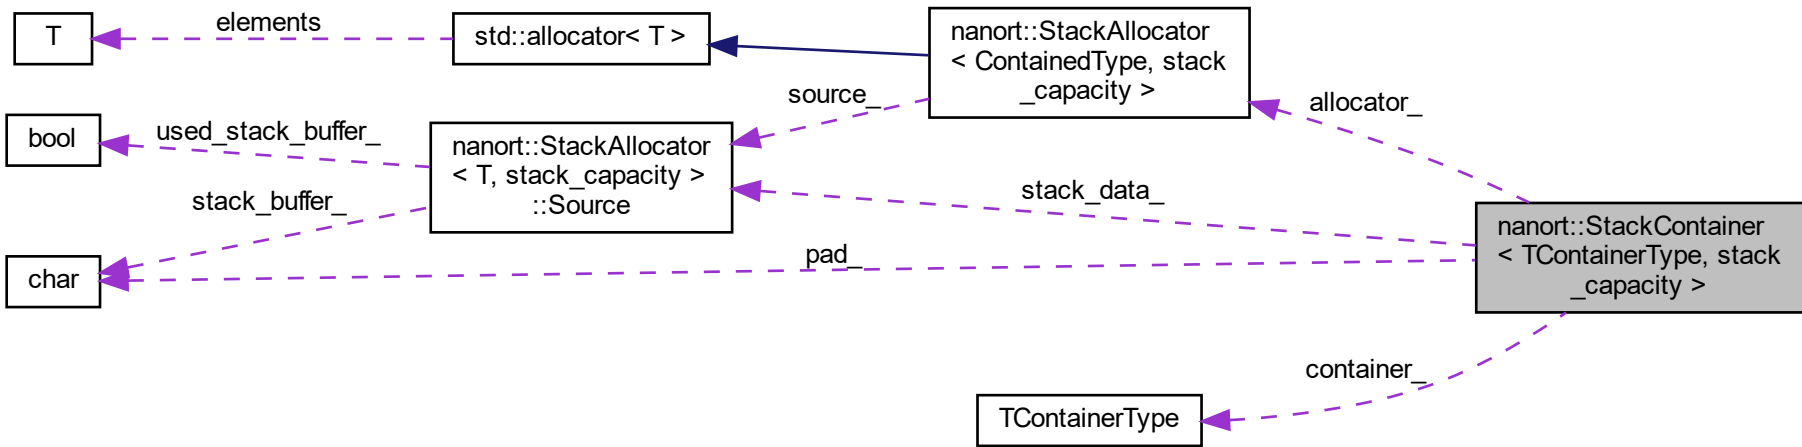 T
elements
std::allocator< T >
nanort::StackAllocator
< ContainedType, stack
_capacity >
source_
allocator_
bool
used_stack_buffer_
nanort::StackAllocator
< T, stack_capacity >
::Source
stack_buffer_
stack_data_
char
pad_
nanort::StackContainer
< TContainerType, stack
_capacity >
container_
TContainerType